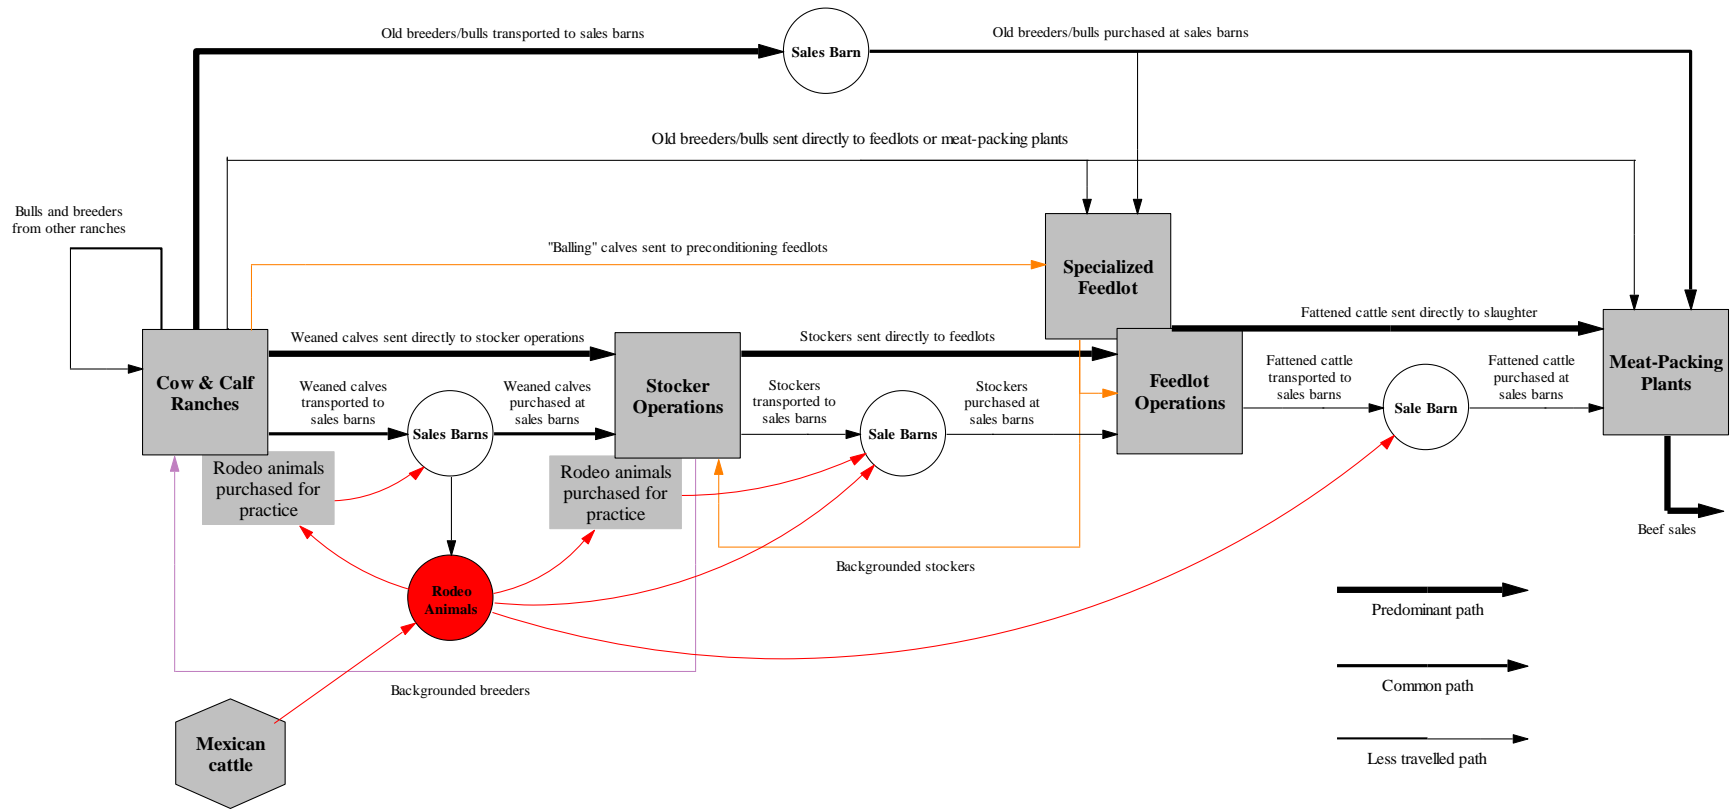 Old breeders/bulls transported to sales barns
Sales Barn
Old breeders/bulls purchased at sales barns
Old breeders/bulls sent directly to feedlots or meat-packing plants
Bulls and breeders
from other ranches
"Balling" calves sent to preconditioning feedlots
Specialized
Feedlot
Fattened cattle sent directly to slaughter
Weaned calves sent directly to stocker operations
Stockers sent directly to feedlots
Cow & Calf
Ranches
Weaned calves
transported to
sales barns
Sales Barns
Weaned calves
purchased at
sales barns
Stocker
Operations
Stockers
transported to
sales barns
Sale Barns
Stockers
purchased at
sales barns
Feedlot
Operations
Fattened cattle
transported to
sales barns
Sale Barn
Fattened cattle
purchased at
sales barns
Meat-Packing
Plants
Rodeo animals
purchased for
practice
Rodeo animals
purchased for
practice
Beef sales
Backgrounded stockers
Rodeo
Animals
Predominant path
Backgrounded breeders
Common path
Mexican
cattle
Less travelled path